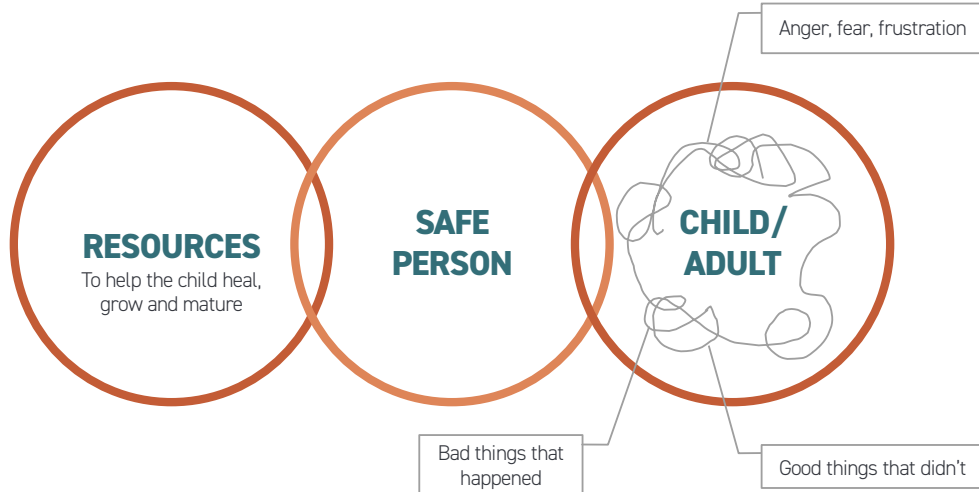 Anger, fear, frustration
RESOURCES
To help the child heal,
grow and mature
SAFE
PERSON
CHILD/
ADULT
Bad things that
happened
Good things that didn't